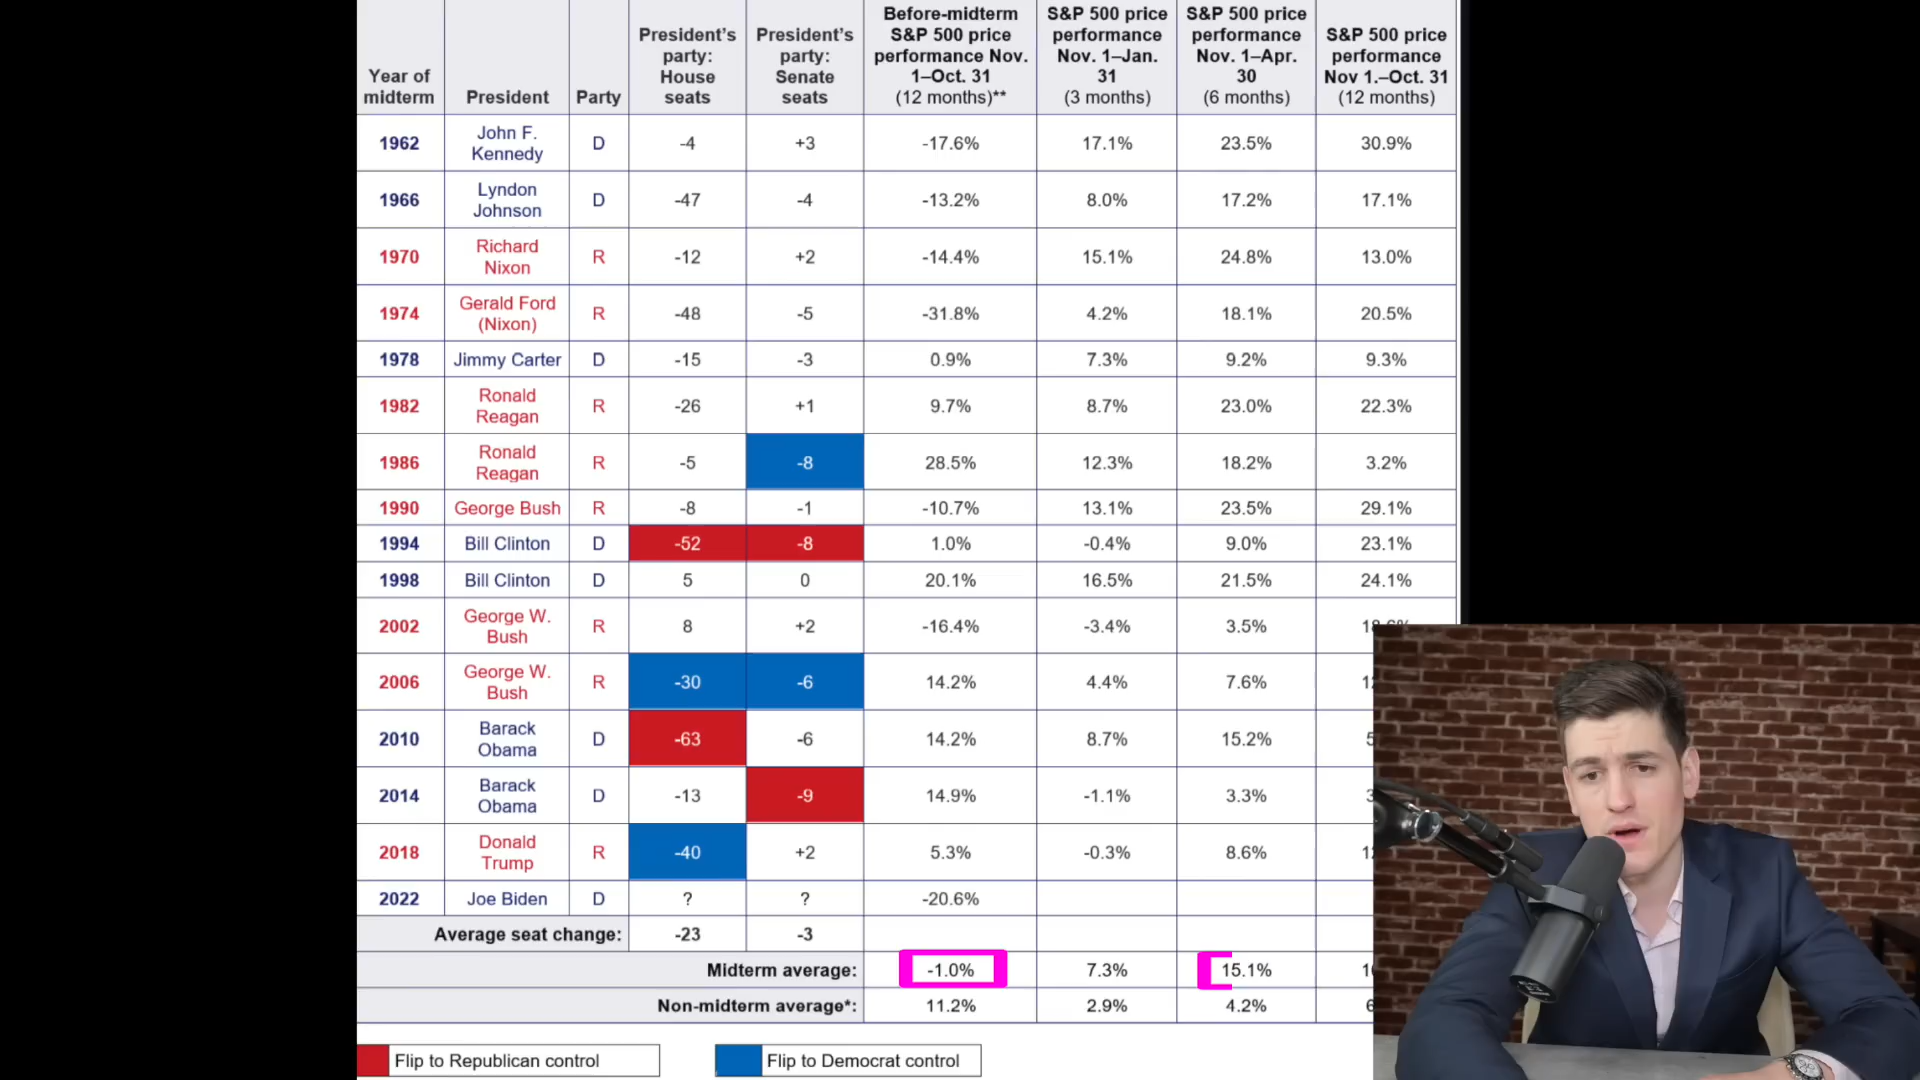 Year of midterm | President | Party | President's party: House seats | President's party: Senate seats | Before-midterm S&P 500 price performance Nov. 1–Oct. 31 (12 months)** | S&P 500 price performance Nov. 1–Jan. 31 (3 months) | S&P 500 price performance Nov. 1–Apr. 30 (6 months) | S&P 500 price performance Nov 1.–Oct. 31 (12 months)
1962 John F. Kennedy D -4 +3 -17.6% 17.1% 23.5% 30.9%
1966 Lyndon Johnson D -47 -4 -13.2% 8.0% 17.2% 17.1%
1970 Richard Nixon R -12 +2 -14.4% 15.1% 24.8% 13.0%
1974 Gerald Ford (Nixon) R -48 -5 -31.8% 4.2% 18.1% 20.5%
1978 Jimmy Carter D -15 -3 0.9% 7.3% 9.2% 9.3%
1982 Ronald Reagan R -26 +1 9.7% 8.7% 23.0% 22.3%
1986 Ronald Reagan R -5 -8 28.5% 12.3% 18.2% 3.2%
1990 George Bush R -8 -1 -10.7% 13.1% 23.5% 29.1%
1994 Bill Clinton D -52 -8 1.0% -0.4% 9.0% 23.1%
1998 Bill Clinton D 5 0 20.1% 16.5% 21.5% 24.1%
2002 George W. Bush R 8 +2 -16.4% -3.4% 3.5%
2006 George W. Bush R -30 -6 14.2% 4.4% 7.6%
2010 Barack Obama D -63 -6 14.2% 8.7% 15.2%
2014 Barack Obama D -13 -9 14.9% -1.1% 3.3%
2018 Donald Trump R -40 +2 5.3% -0.3% 8.6%
2022 Joe Biden D ? ? -20.6%
Average seat change: -23 -3
Midterm average: -1.0% 7.3% 15.1%
Non-midterm average*: 11.2% 2.9% 4.2%
Flip to Republican control
Flip to Democrat control